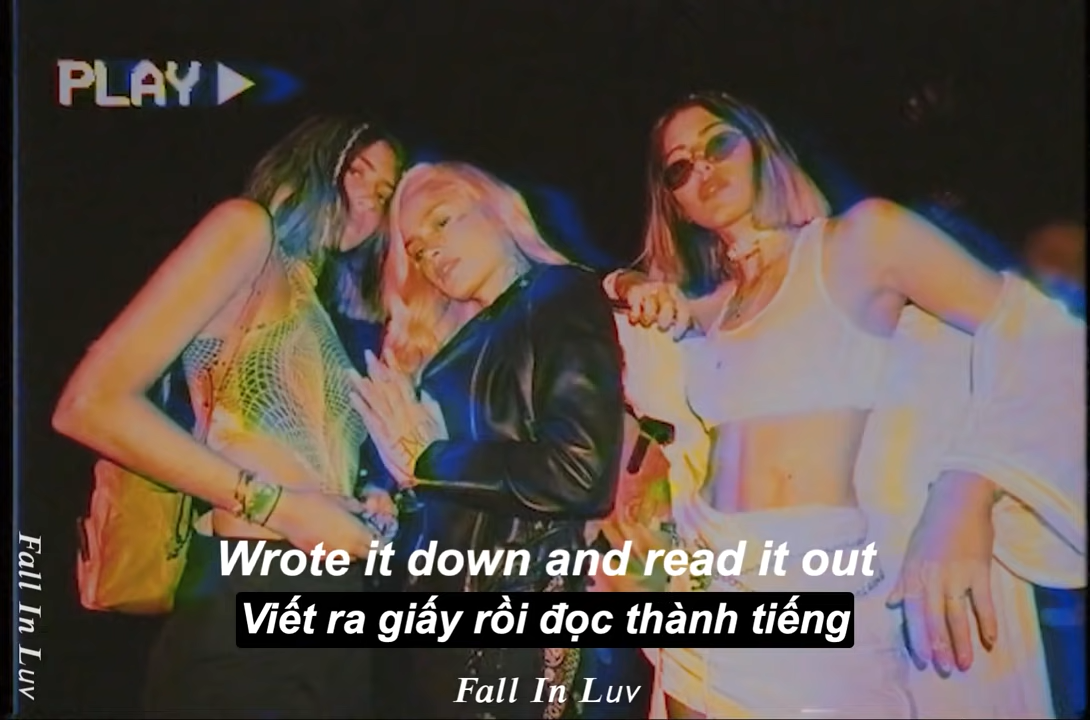 PLAY
Wrote it down and read it out
Viết ra giấy rồi đọc thành tiếng
Fall In Luv
Fall In Luv